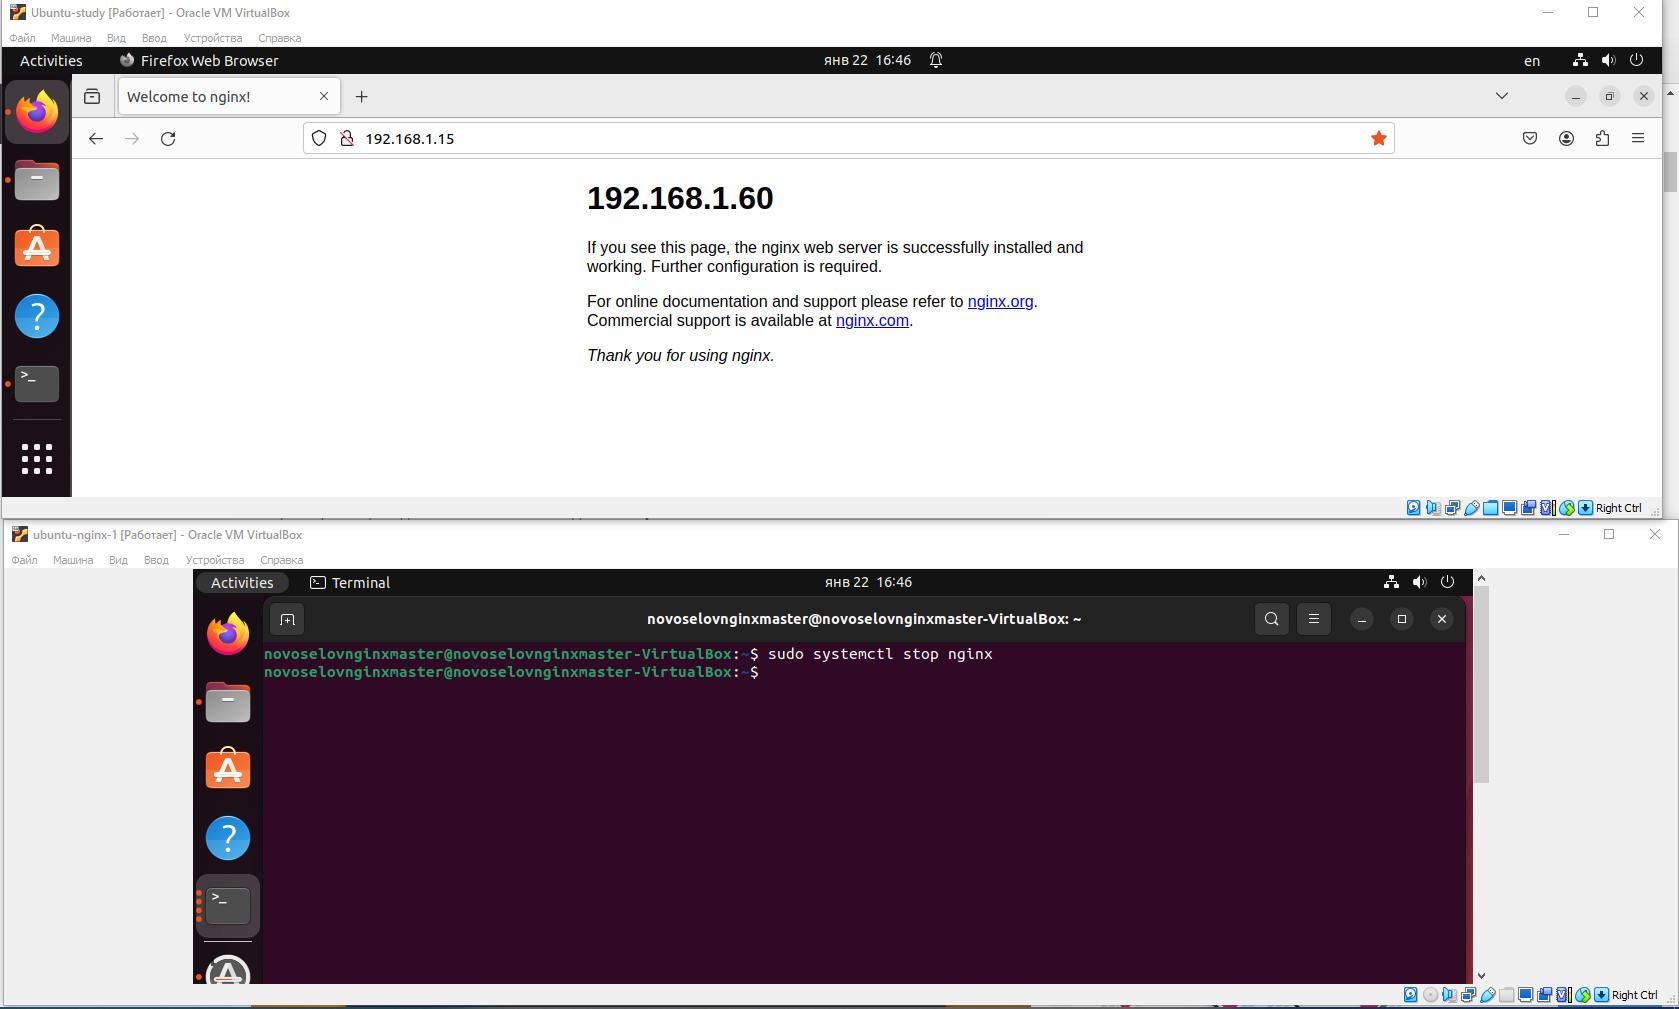 Ubuntu-study [Работает] - Oracle VM VirtualBox
Файл Машина Вид Ввод Устройства Справка
Activities Firefox Web Browser янв 22 16:46 en
Welcome to nginx!
192.168.1.15
192.168.1.60
If you see this page, the nginx web server is successfully installed and
working. Further configuration is required.
For online documentation and support please refer to nginx.org.
Commercial support is available at nginx.com.
Thank you for using nginx.
Right Ctrl
ubuntu-nginx-1 [Работает] - Oracle VM VirtualBox
Файл Машина Вид Ввод Устройства Справка
Activities Terminal янв 22 16:46
novoselovnginxmaster@novoselovnginxmaster-VirtualBox: ~
novoselovnginxmaster@novoselovnginxmaster-VirtualBox:~$ sudo systemctl stop nginx
novoselovnginxmaster@novoselovnginxmaster-VirtualBox:~$
Right Ctrl